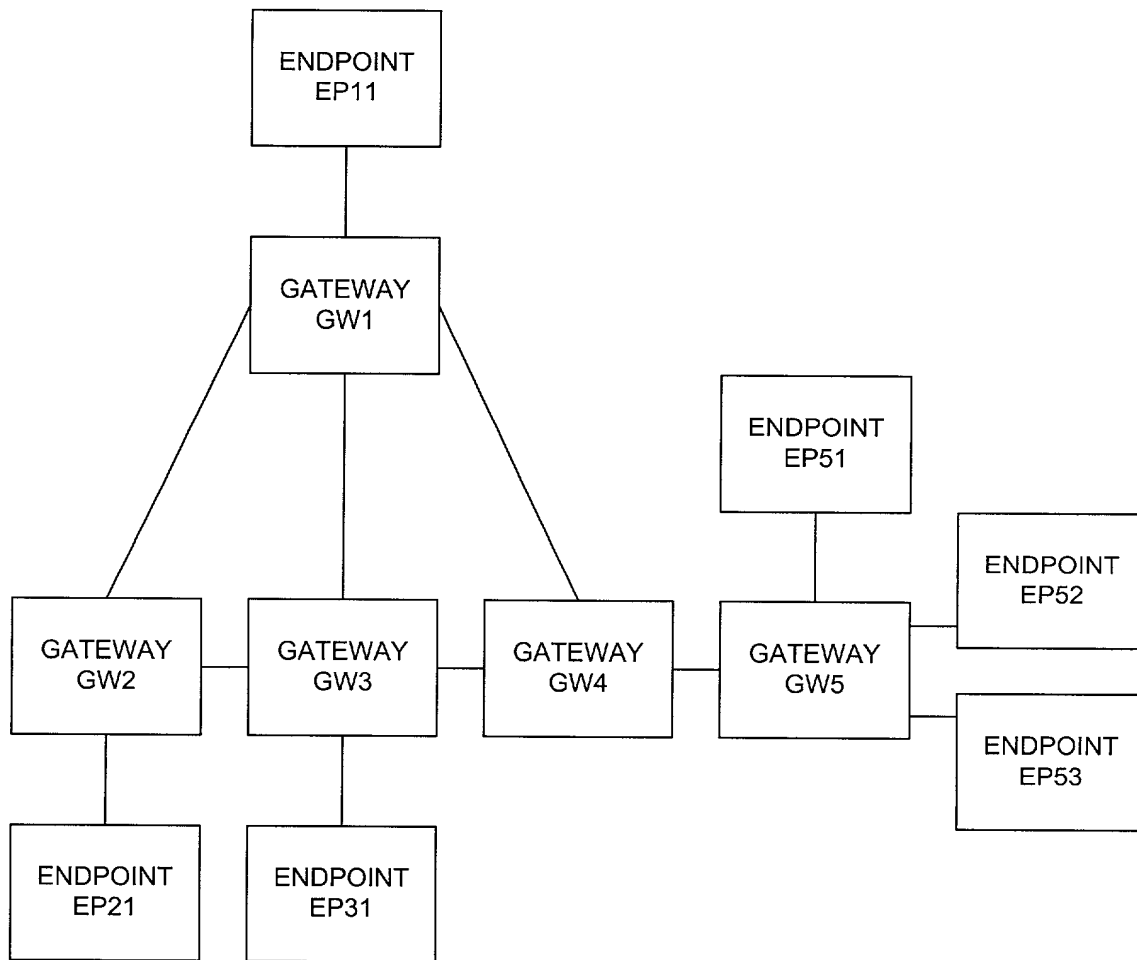 ENDPOINT
EP11
GATEWAY
GW1
ENDPOINT
EP51
ENDPOINT
EP52
GATEWAY
GW2
GATEWAY
GW3
GATEWAY
GW4
GATEWAY
GW5
ENDPOINT
EP53
ENDPOINT
EP21
ENDPOINT
EP31